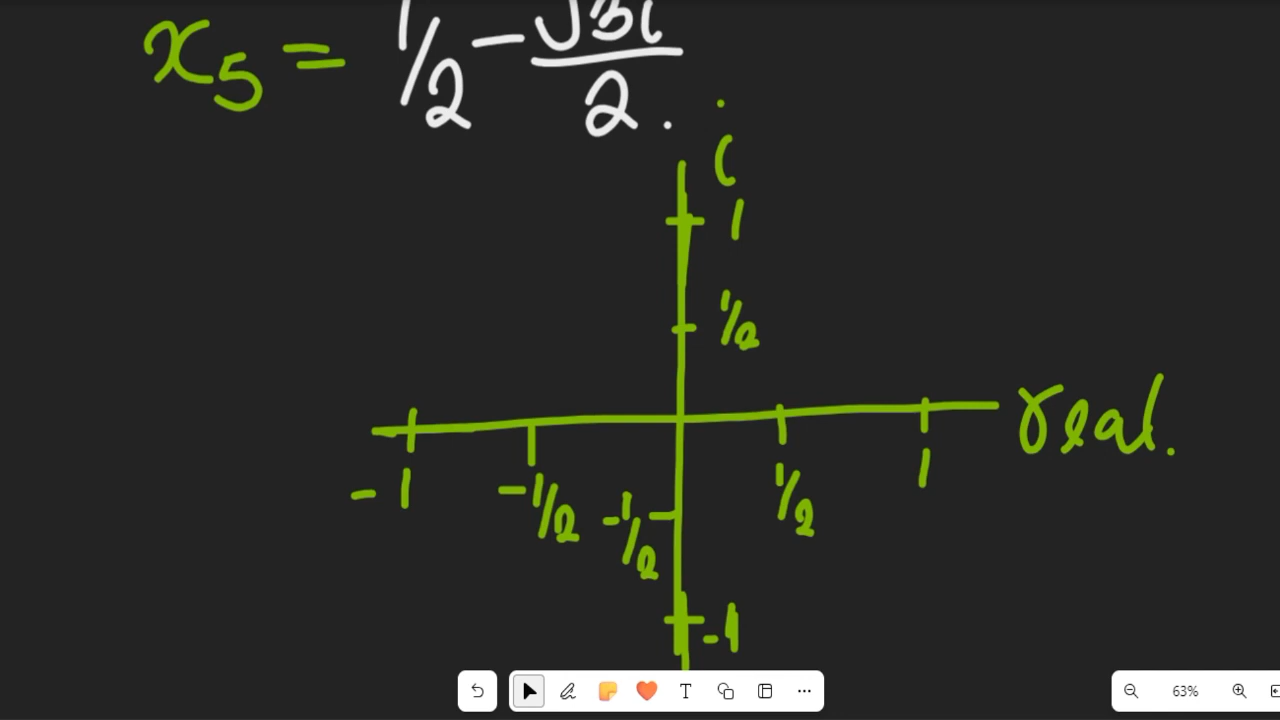 x₅ = 1/2 - √3i/2.
i
1
1/2
real.
-1 -1/2 -1/2 1/2 1
-1
T
63%